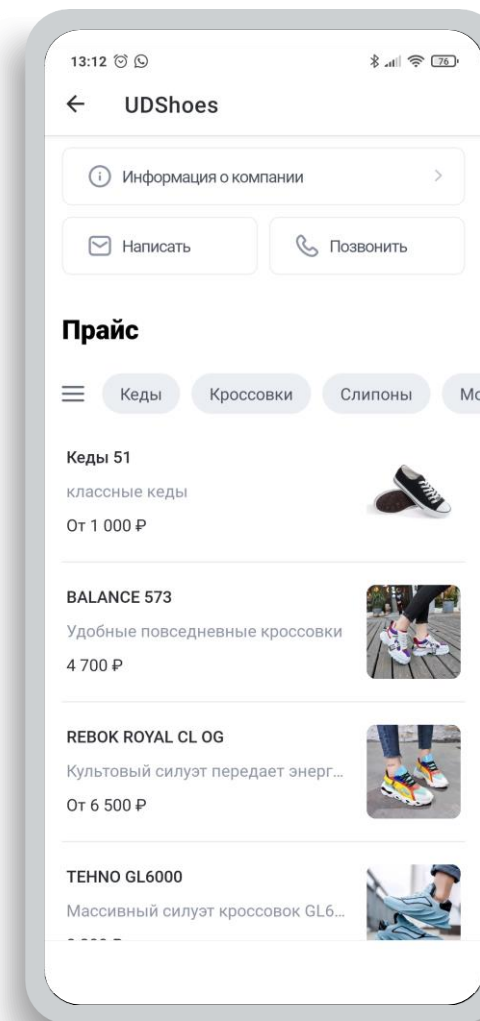 13:12
76
UDShoes
Информация о компании
Написать
Позвонить
Прайс
Кеды
Кроссовки
Слипоны
Мо
Кеды 51
классные кеды
От 1 000 ₽
BALANCE 573
Удобные повседневные кроссовки
4 700 ₽
REBOK ROYAL CL OG
Культовый силуэт передает энерг...
От 6 500 ₽
TEHNO GL6000
Массивный силуэт кроссовок GL6...